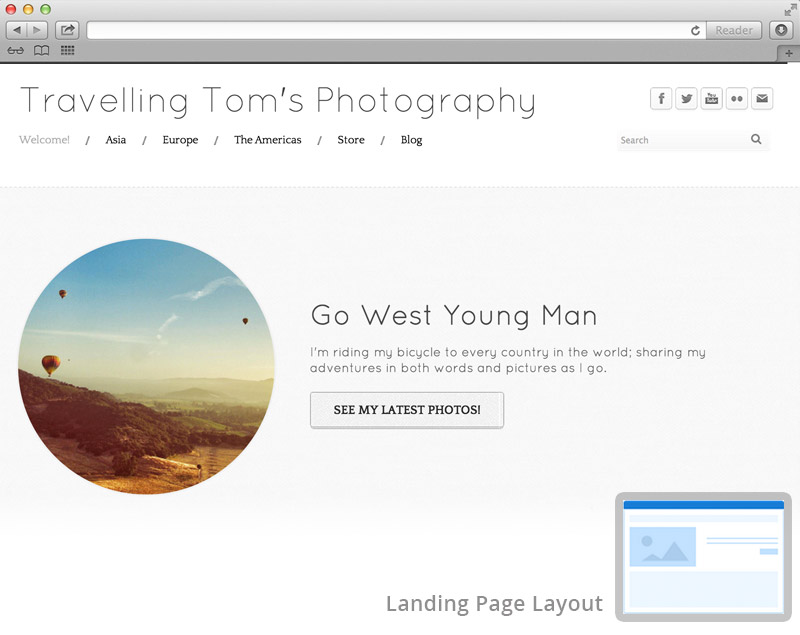 Reader
Travelling Tom's Photography
f
You
Tube
Welcome! / Asia / Europe / The Americas / Store / Blog
Search
Go West Young Man
I'm riding my bicycle to every country in the world; sharing my
adventures in both words and pictures as I go.
SEE MY LATEST PHOTOS!
Landing Page Layout